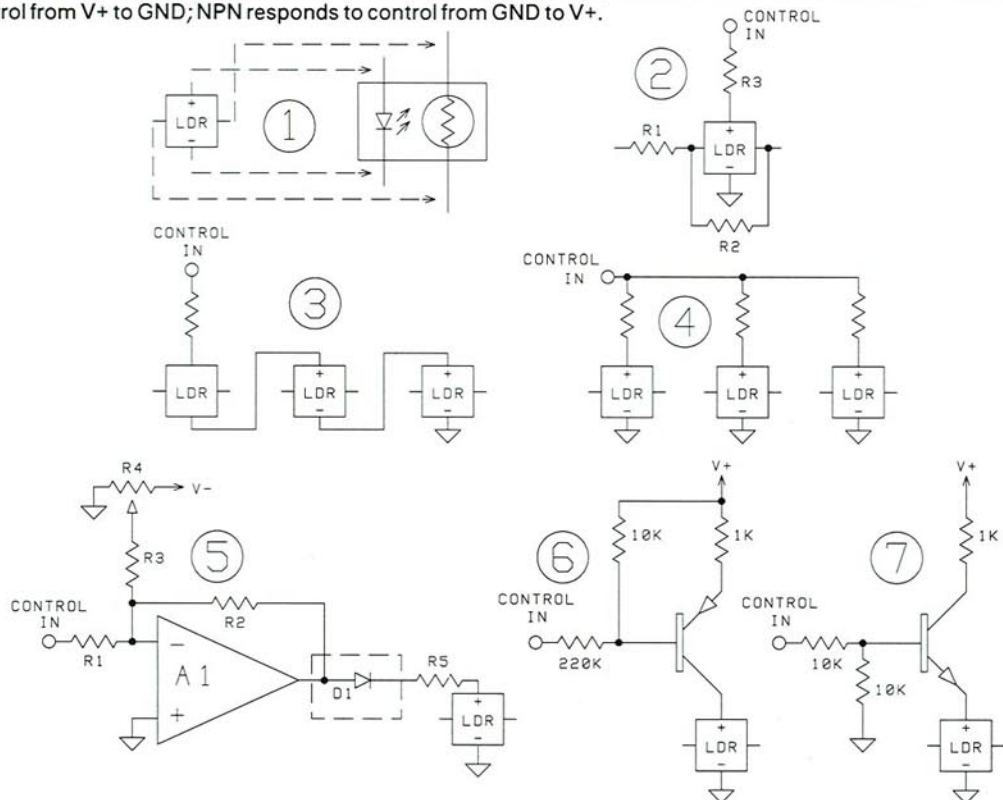 rol from V+ to GND; NPN responds to control from GND to V+.
CONTROL
IN
R3
+
LDR
-
1
2
R1
+
LDR
-
R2
CONTROL
IN
3
LDR
+
LDR
-
+
LDR
-
CONTROL
IN
4
+
LDR
-
+
LDR
-
+
LDR
-
R4
V-
R3
5
CONTROL
IN
R1
R2
-
A1
+
D1
R5
+
LDR
-
V+
10K
1K
6
CONTROL
IN
220K
+
LDR
-
V+
1K
7
CONTROL
IN
10K
10K
+
LDR
-